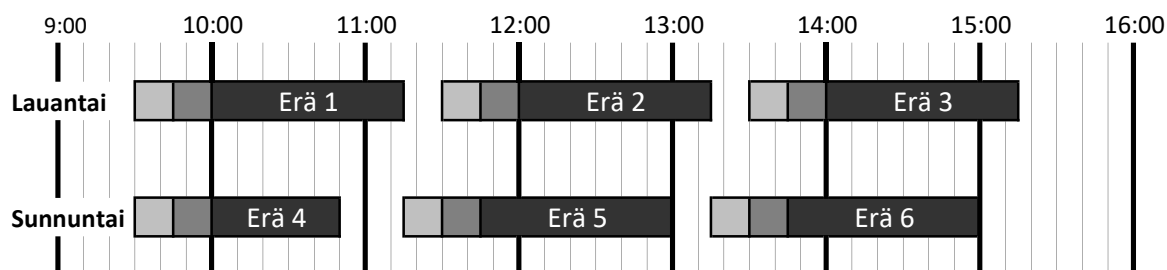 9:00 10:00 11:00 12:00 13:00 14:00 15:00 16:00
Lauantai Erä 1 Erä 2 Erä 3
Sunnuntai Erä 4 Erä 5 Erä 6